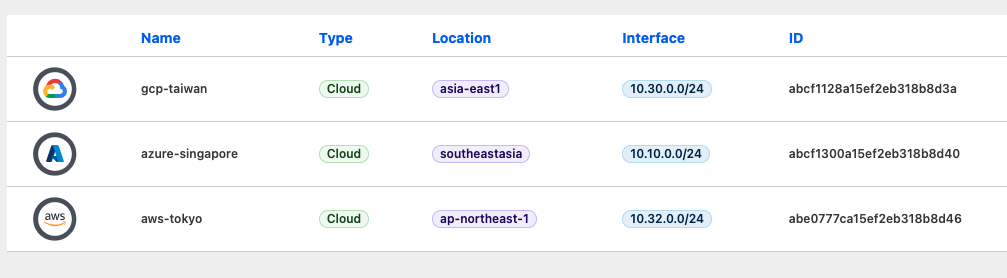 Name Type Location Interface ID
gcp-taiwan Cloud asia-east1 10.30.0.0/24 abcf1128a15ef2eb318b8d3a
azure-singapore Cloud southeastasia 10.10.0.0/24 abcf1300a15ef2eb318b8d40
aws aws-tokyo Cloud ap-northeast-1 10.32.0.0/24 abe0777ca15ef2eb318b8d46